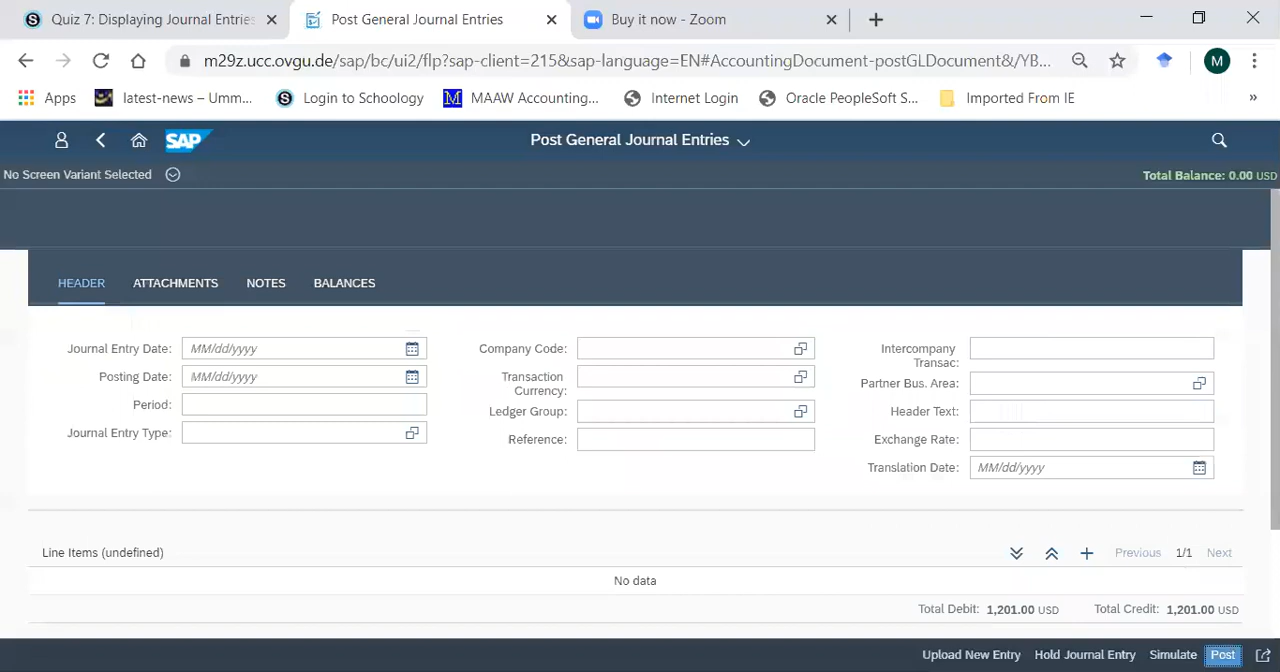 Quiz 7: Displaying Journal Entries
Post General Journal Entries
Buy it now - Zoom
m29z.ucc.ovgu.de/sap/bc/ui2/flp?sap-client=215&sap-language=EN#AccountingDocument-postGLDocument&/YB...
M
Apps
latest-news – Umm...
Login to Schoology
MAAW Accounting...
Internet Login
Oracle PeopleSoft S...
Imported From IE
»
SAP
Post General Journal Entries
No Screen Variant Selected
Total Balance: 0.00 USD
HEADER
ATTACHMENTS
NOTES
BALANCES
Journal Entry Date: MM/dd/yyyy
Posting Date: MM/dd/yyyy
Period:
Journal Entry Type:
Company Code:
Transaction
Currency:
Ledger Group:
Reference:
Intercompany
Transac:
Partner Bus. Area:
Header Text:
Exchange Rate:
Translation Date: MM/dd/yyyy
Line Items (undefined)
Previous 1/1 Next
No data
Total Debit: 1,201.00 USD Total Credit: 1,201.00 USD
Upload New Entry Hold Journal Entry Simulate Post